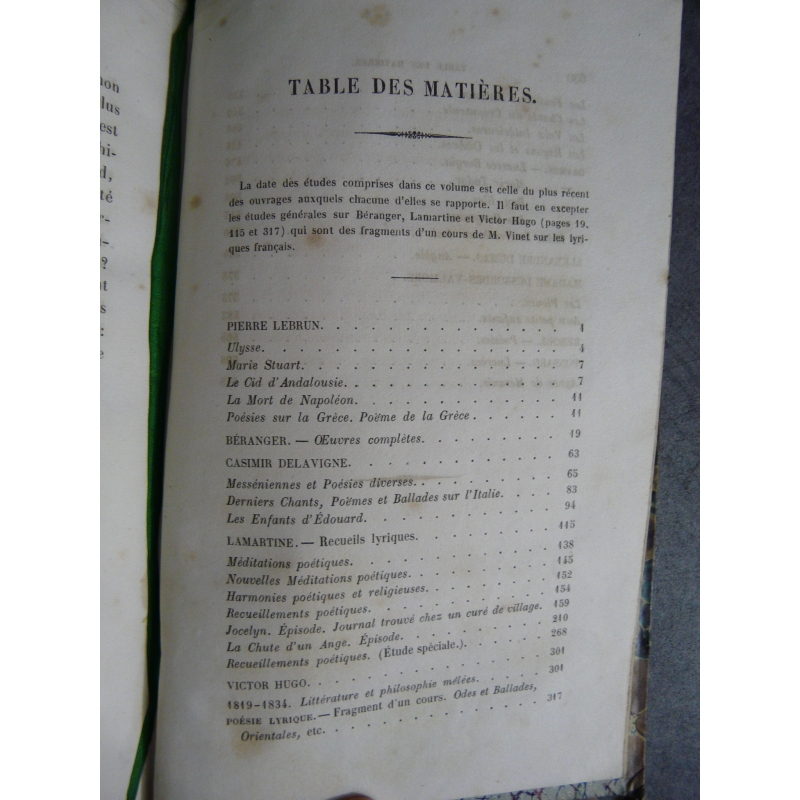 non
lus
est
hi-
d,
té
r-
a-
?
t
s
:
e
TABLE DES MATIÈRES.
La date des études comprises dans ce volume est celle du plus récent
des ouvrages auxquels chacune d'elles se rapporte. Il faut en excepter
les études générales sur Béranger, Lamartine et Victor Hugo (pages 19.
115 et 317) qui sont des fragments d'un cours de M. Vinet sur les lyri-
ques français.
PIERRE LEBRUN. 1
Ulysse. 4
Marie Stuart. 7
Le Cid d'Andalousie. 7
La Mort de Napoléon. 11
Poésies sur la Grèce. Poëme de la Grèce. 11
BÉRANGER. — Œuvres complètes. 19
CASIMIR DELAVIGNE. 63
Messéniennes et Poésies diverses. 65
Derniers Chants, Poëmes et Ballades sur l'Italie. 83
Les Enfants d'Édouard. 94
LAMARTINE. — Recueils lyriques. 115
Méditations poétiques. 138
Nouvelles Méditations poétiques. 145
Harmonies poétiques et religieuses. 152
Recueillements poétiques. 154
Jocelyn. Épisode. Journal trouvé chez un curé de village. 159
La Chute d'un Ange. Épisode. 210
Recueillements poétiques. (Étude spéciale.). 268
VICTOR HUGO. 301
1819-1834. Littérature et philosophie mêlées. 301
POÉSIE LYRIQUE. — Fragment d'un cours. Odes et Ballades,
Orientales, etc. 317